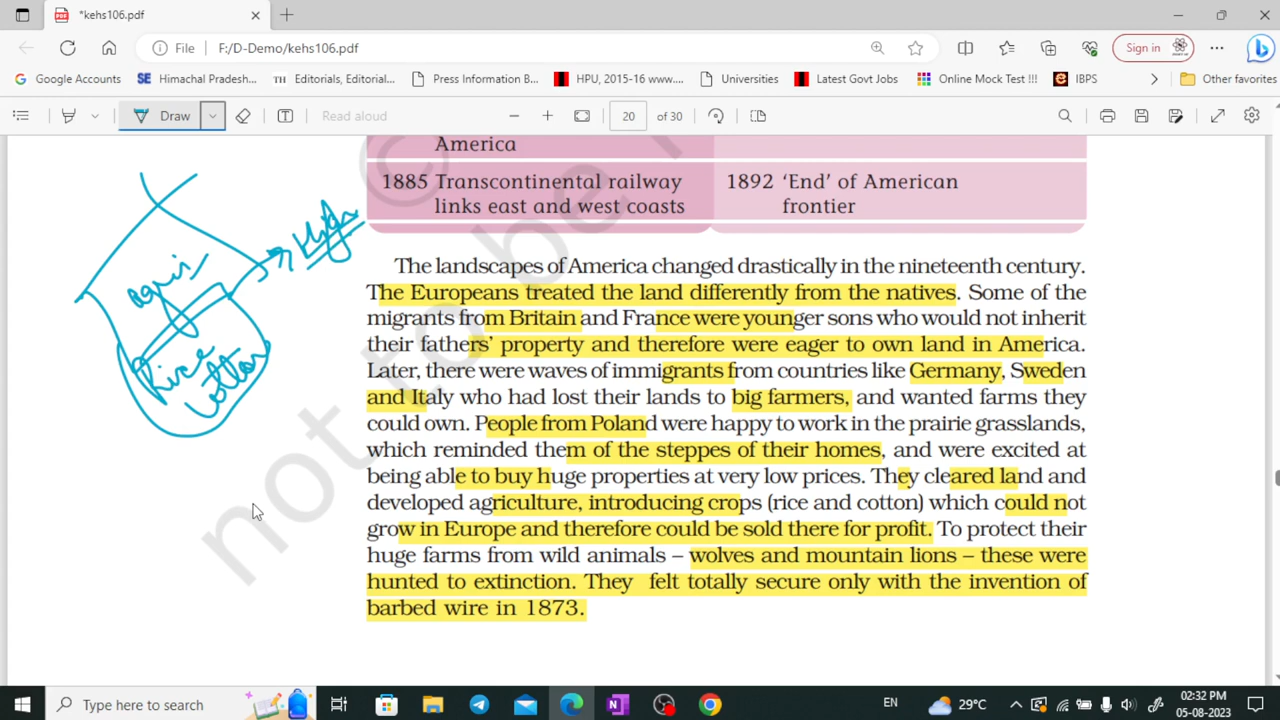 *kehs106.pdf
File F:/D-Demo/kehs106.pdf Sign in
Google Accounts SE Himachal Pradesh... TH Editorials, Editorial... Press Information B... HPU, 2015-16 www.... Universities Latest Govt Jobs Online Mock Test !!! IBPS Other favorites
Draw Read aloud 20 of 30
America
1885 Transcontinental railway 1892 ‘End’ of American
links east and west coasts frontier
The landscapes of America changed drastically in the nineteenth century.
The Europeans treated the land differently from the natives. Some of the
migrants from Britain and France were younger sons who would not inherit
their fathers’ property and therefore were eager to own land in America.
Later, there were waves of immigrants from countries like Germany, Sweden
and Italy who had lost their lands to big farmers, and wanted farms they
could own. People from Poland were happy to work in the prairie grasslands,
which reminded them of the steppes of their homes, and were excited at
being able to buy huge properties at very low prices. They cleared land and
developed agriculture, introducing crops (rice and cotton) which could not
grow in Europe and therefore could be sold there for profit. To protect their
huge farms from wild animals – wolves and mountain lions – these were
hunted to extinction. They felt totally secure only with the invention of
barbed wire in 1873.
agri
Rice
Cotton
not to be
©
Type here to search EN 29°C 02:32 PM
05-08-2023